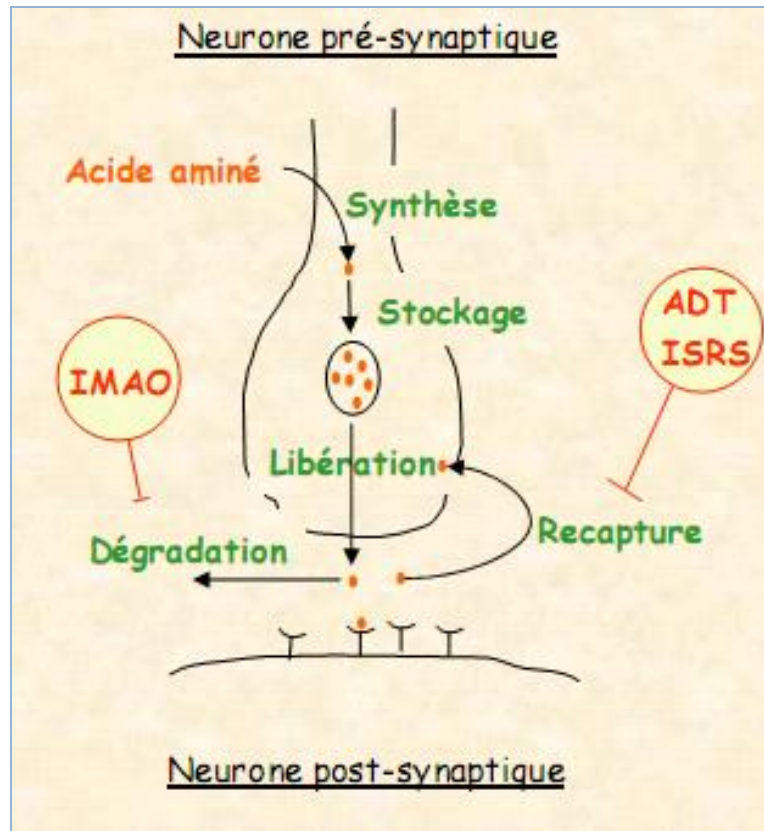 Neurone pré-synaptique
Acide aminé
Synthèse
Stockage
ADT
ISRS
IMAO
Libération
Recapture
Dégradation
Neurone post-synaptique